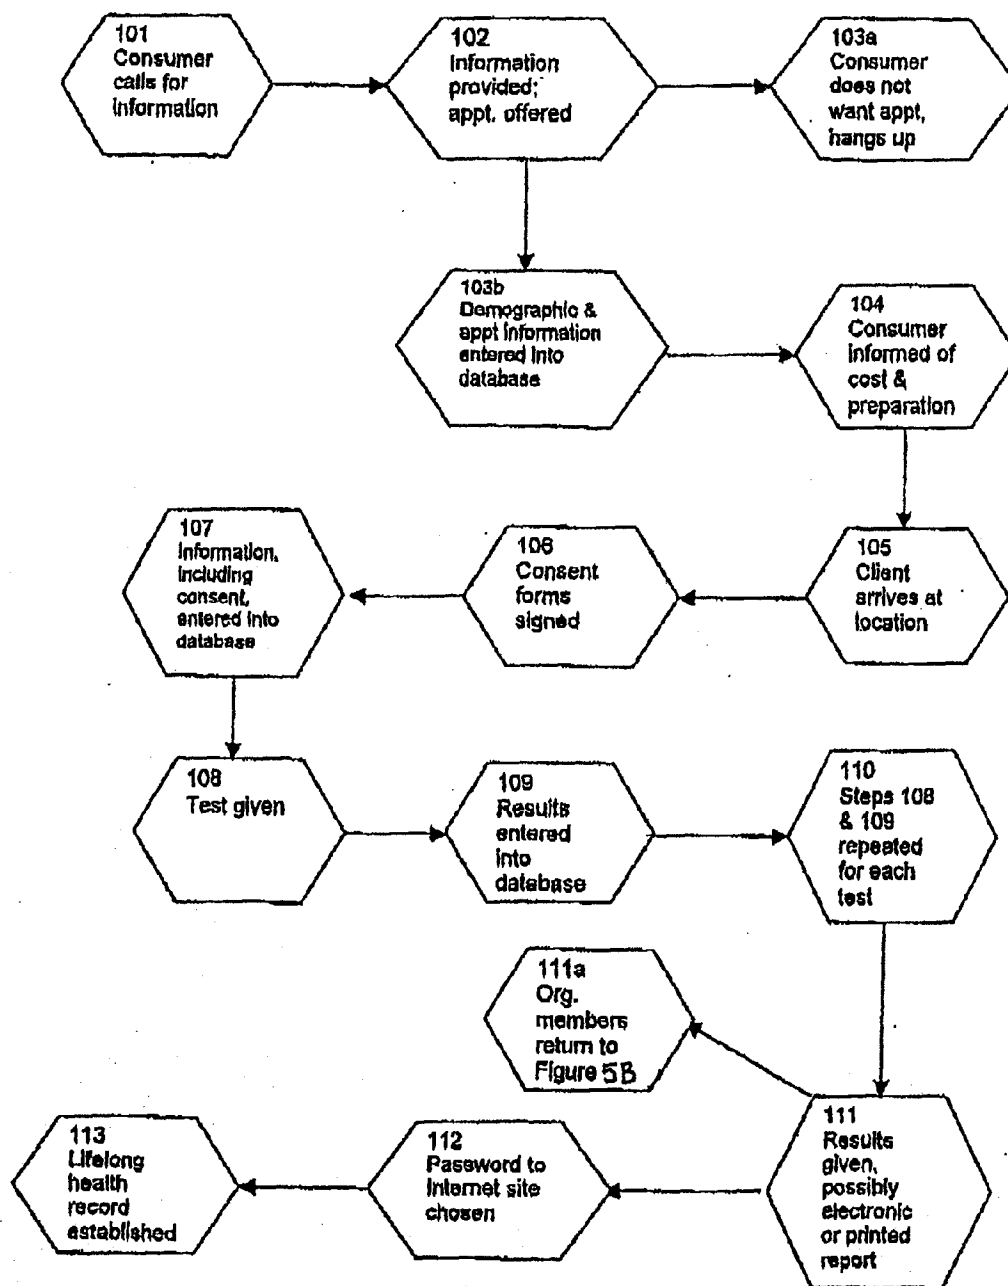 101
Consumer
calls for
information
102
Information
provided;
appt. offered
103a
Consumer
does not
want appt,
hangs up
103b
Demographic &
appt information
entered into
database
104
Consumer
informed of
cost &
preparation
107
Information,
including
consent,
entered into
database
106
Consent
forms
signed
105
Client
arrives at
location
108
Test given
109
Results
entered
into
database
110
Steps 108
& 109
repeated
for each
test
111a
Org.
members
return to
Figure 5B
113
Lifelong
health
record
established
112
Password to
Internet site
chosen
111
Results
given,
possibly
electronic
or printed
report